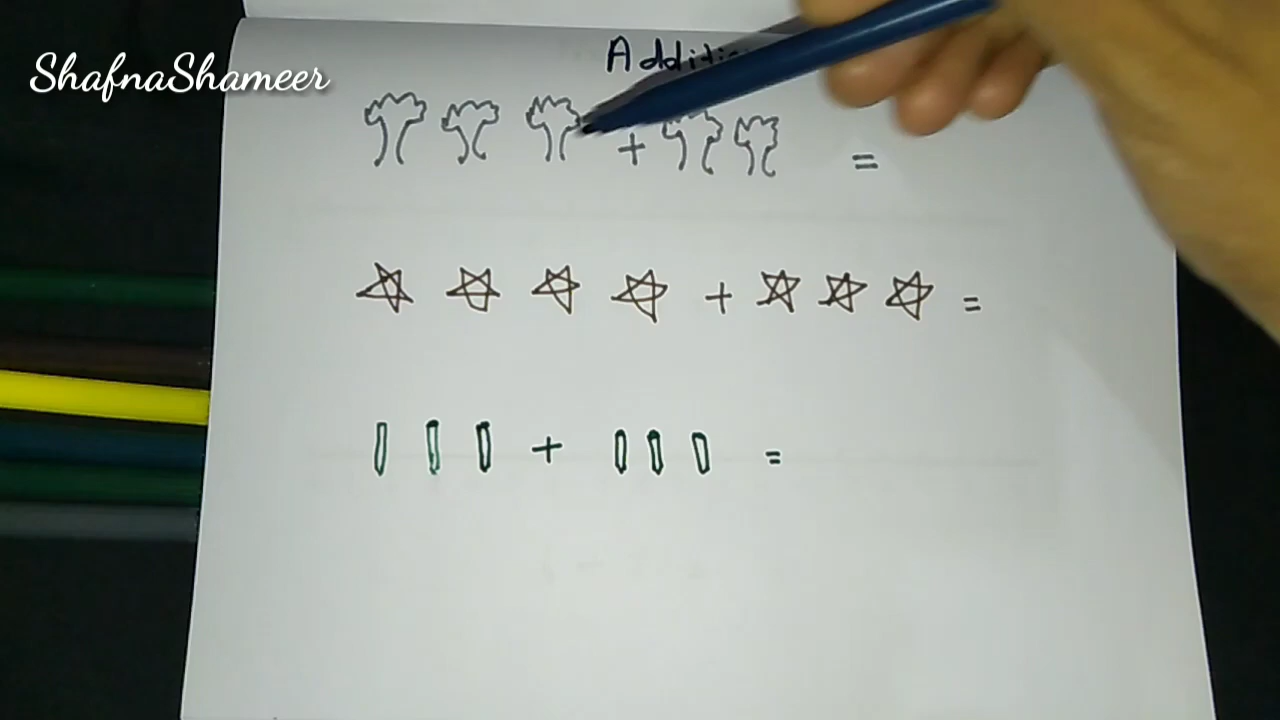 ShafnaShameer
+ =
+ =
+ =